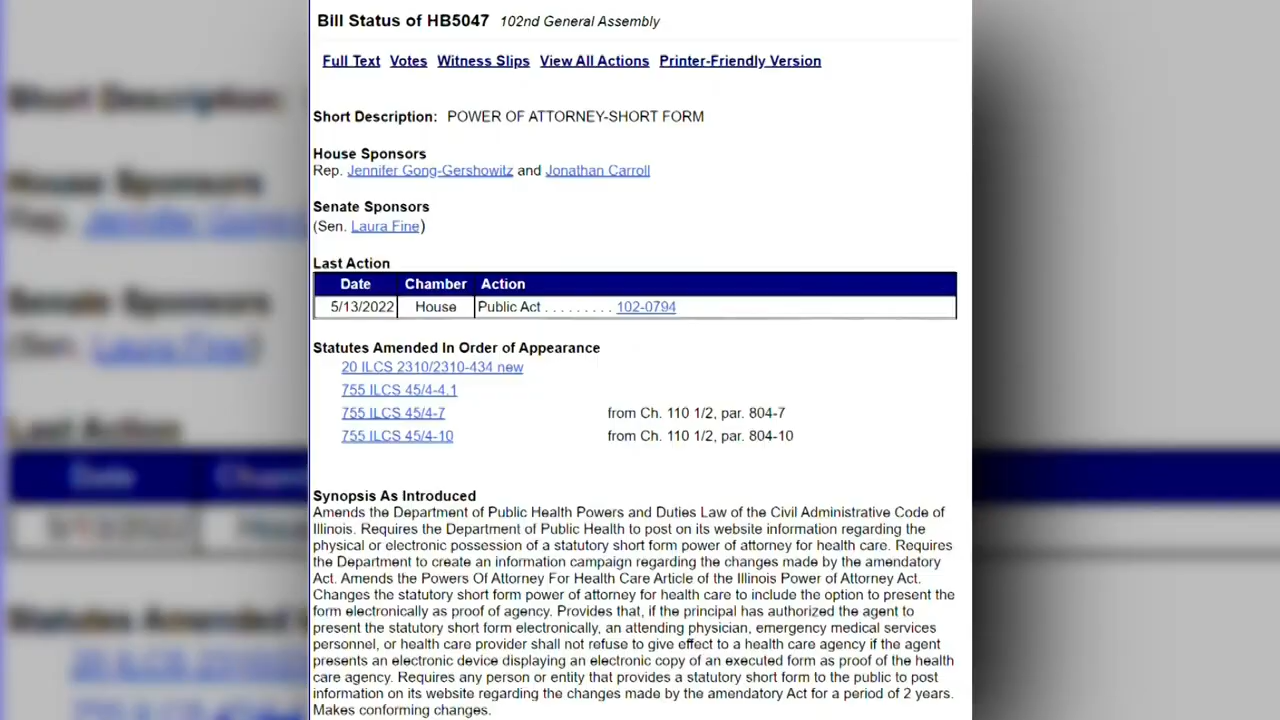 Bill Status of HB5047 102nd General Assembly
Full Text Votes Witness Slips View All Actions Printer-Friendly Version
Short Description: POWER OF ATTORNEY-SHORT FORM
House Sponsors
Rep. Jennifer Gong-Gershowitz and Jonathan Carroll
Senate Sponsors
(Sen. Laura Fine)
Last Action
Date Chamber Action
5/13/2022 House Public Act . . . . . . . . . 102-0794
Statutes Amended In Order of Appearance
20 ILCS 2310/2310-434 new
755 ILCS 45/4-4.1
755 ILCS 45/4-7 from Ch. 110 1/2, par. 804-7
755 ILCS 45/4-10 from Ch. 110 1/2, par. 804-10
Synopsis As Introduced
Amends the Department of Public Health Powers and Duties Law of the Civil Administrative Code of
Illinois. Requires the Department of Public Health to post on its website information regarding the
physical or electronic possession of a statutory short form power of attorney for health care. Requires
the Department to create an information campaign regarding the changes made by the amendatory
Act. Amends the Powers Of Attorney For Health Care Article of the Illinois Power of Attorney Act.
Changes the statutory short form power of attorney for health care to include the option to present the
form electronically as proof of agency. Provides that, if the principal has authorized the agent to
present the statutory short form electronically, an attending physician, emergency medical services
personnel, or health care provider shall not refuse to give effect to a health care agency if the agent
presents an electronic device displaying an electronic copy of an executed form as proof of the health
care agency. Requires any person or entity that provides a statutory short form to the public to post
information on its website regarding the changes made by the amendatory Act for a period of 2 years.
Makes conforming changes.
Short Description:
House Sponsors
Rep.
Senate Sponsors
(Sen. Laura Fine)
Last Action
Date